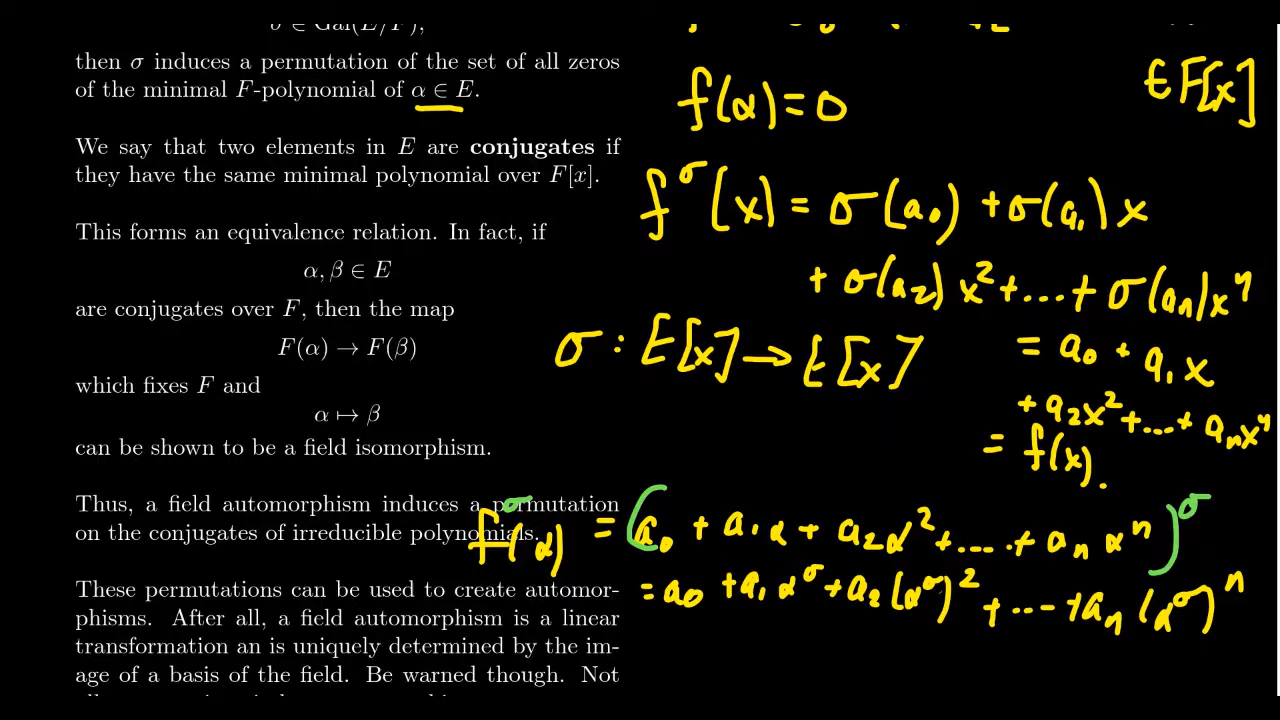 σ ∈ Gal(E/F),
then σ induces a permutation of the set of all zeros
of the minimal F-polynomial of α ∈ E.
We say that two elements in E are conjugates if
they have the same minimal polynomial over F[x].
This forms an equivalence relation. In fact, if
α, β ∈ E
are conjugates over F, then the map
F(α) → F(β)
which fixes F and
α ↦ β
can be shown to be a field isomorphism.
Thus, a field automorphism induces a permutation
on the conjugates of irreducible polynomials.
These permutations can be used to create automor-
phisms. After all, a field automorphism is a linear
transformation an is uniquely determined by the im-
age of a basis of the field. Be warned though. Not
∈ F[x]
f(α) = 0
f^σ(x) = σ(a₀) + σ(a₁)x
+ σ(a₂)x² + ... + σ(aₙ)xⁿ
σ : E[x] → E[x]
= a₀ + a₁x
+ a₂x² + ... + aₙxⁿ
= f(x).
f^σ(α) = (a₀ + a₁α + a₂α² + ... + aₙαⁿ)^σ
= a₀ + a₁α^σ + a₂(α^σ)² + ... + aₙ(α^σ)ⁿ